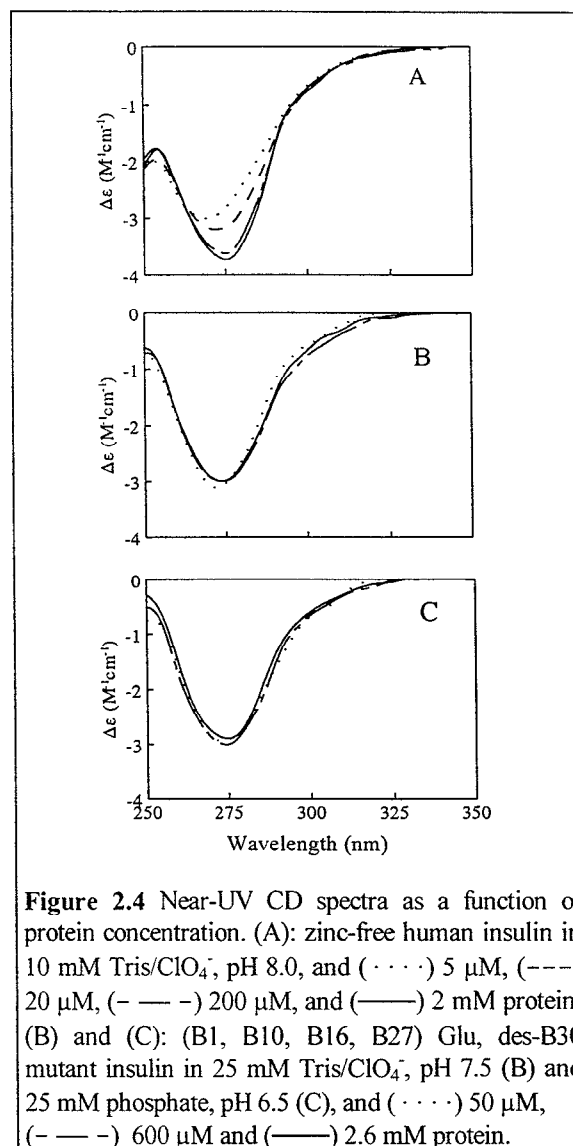 0
-1
-2
-3
-4
Δε (M⁻¹cm⁻¹)
A
0
-1
-2
-3
-4
Δε (M⁻¹cm⁻¹)
B
0
-1
-2
-3
-4
Δε (M⁻¹cm⁻¹)
C
250 275 300 325 350
Wavelength (nm)
Figure 2.4 Near-UV CD spectra as a function o
protein concentration. (A): zinc-free human insulin in
10 mM Tris/ClO₄⁻, pH 8.0, and (· · · ·) 5 µM, (---
20 µM, (- — -) 200 µM, and (——) 2 mM protein
(B) and (C): (B1, B10, B16, B27) Glu, des-B30
mutant insulin in 25 mM Tris/ClO₄⁻, pH 7.5 (B) and
25 mM phosphate, pH 6.5 (C), and (· · · ·) 50 µM,
(— — —) 600 µM and (——) 2.6 mM protein.